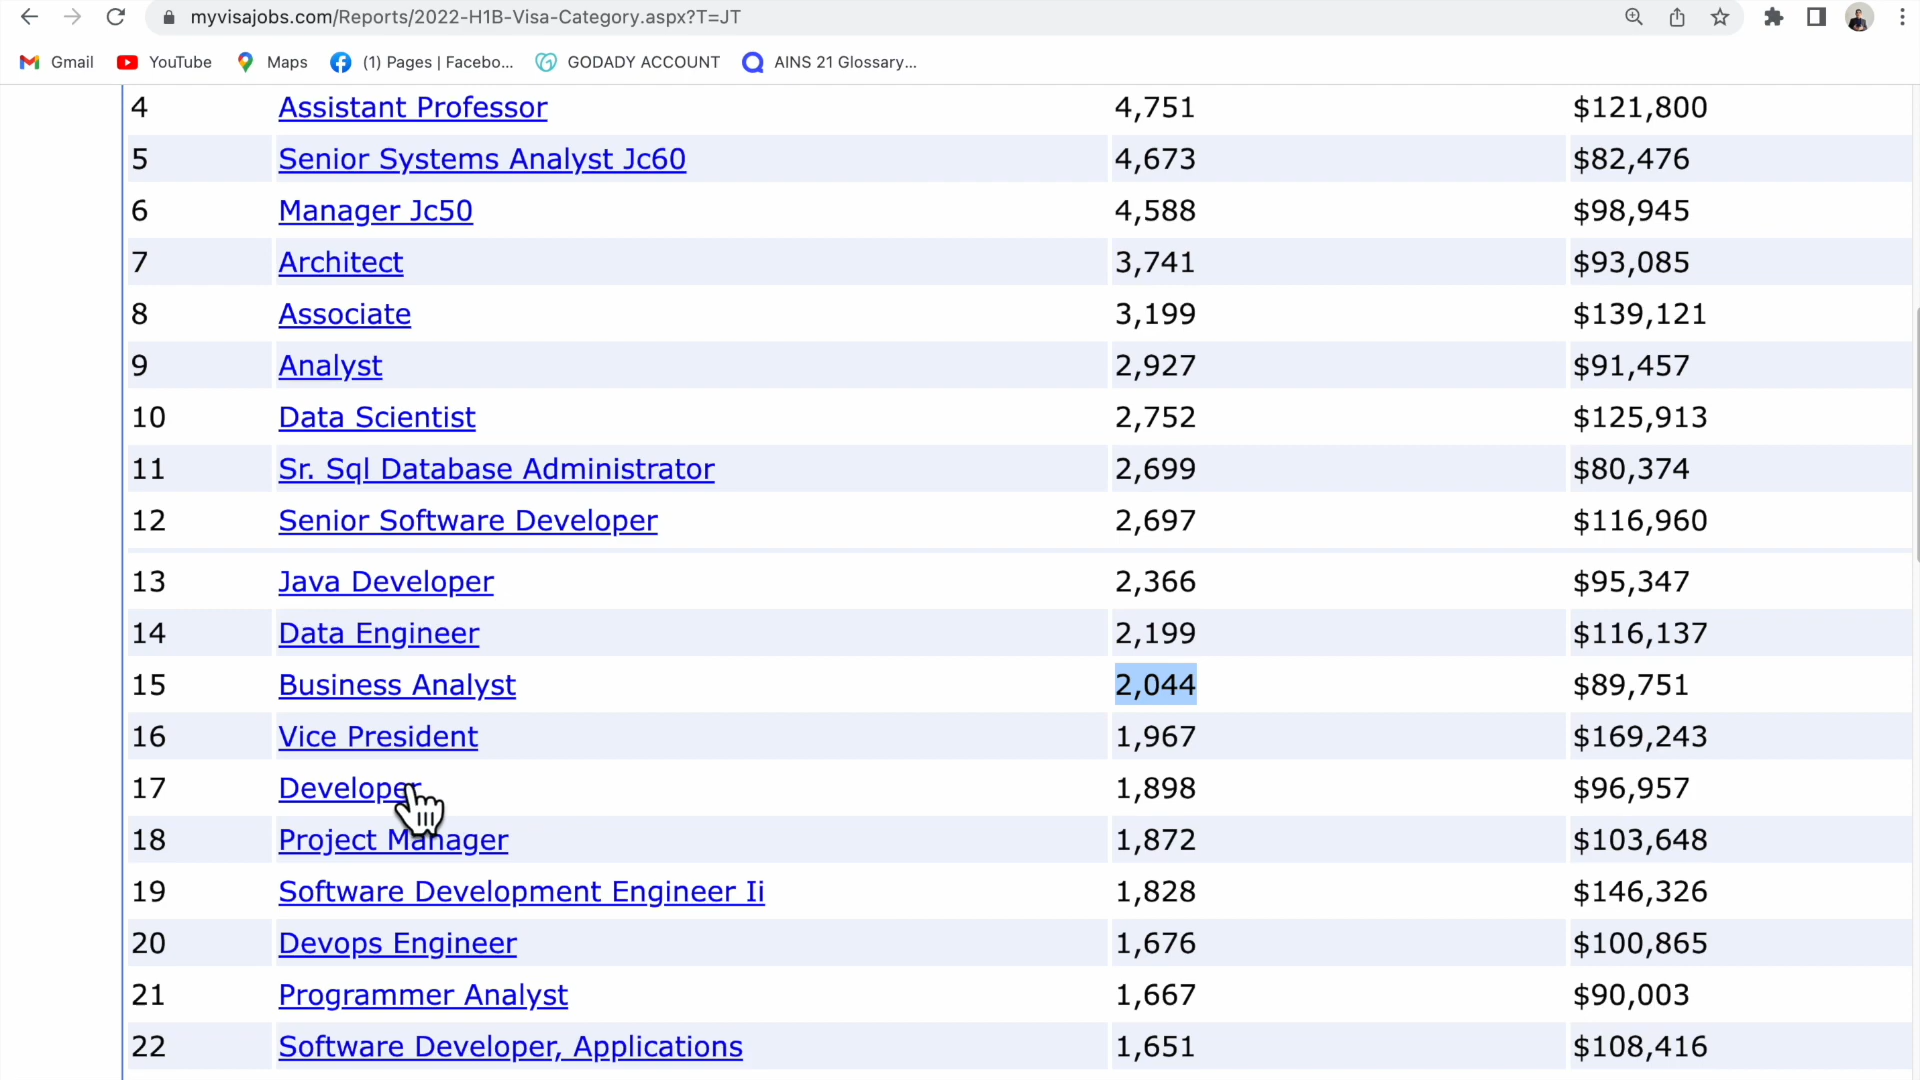 myvisajobs.com/Reports/2022-H1B-Visa-Category.aspx?T=JT
Gmail YouTube Maps (1) Pages | Facebo... GODADY ACCOUNT AINS 21 Glossary...
4 Assistant Professor 4,751 $121,800
5 Senior Systems Analyst Jc60 4,673 $82,476
6 Manager Jc50 4,588 $98,945
7 Architect 3,741 $93,085
8 Associate 3,199 $139,121
9 Analyst 2,927 $91,457
10 Data Scientist 2,752 $125,913
11 Sr. Sql Database Administrator 2,699 $80,374
12 Senior Software Developer 2,697 $116,960
13 Java Developer 2,366 $95,347
14 Data Engineer 2,199 $116,137
15 Business Analyst 2,044 $89,751
16 Vice President 1,967 $169,243
17 Developer 1,898 $96,957
18 Project Manager 1,872 $103,648
19 Software Development Engineer Ii 1,828 $146,326
20 Devops Engineer 1,676 $100,865
21 Programmer Analyst 1,667 $90,003
22 Software Developer, Applications 1,651 $108,416